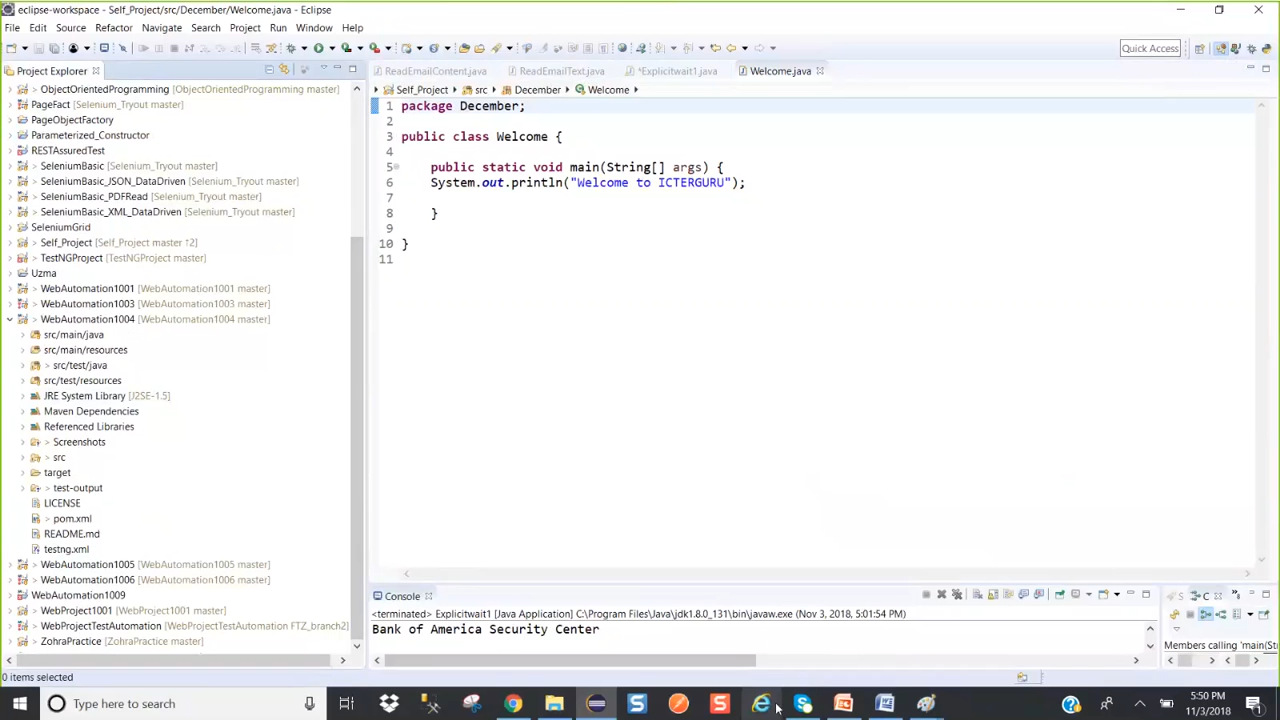 eclipse-workspace - Self_Project/src/December/Welcome.java - Eclipse
File Edit Source Refactor Navigate Search Project Run Window Help
Quick Access
Project Explorer
ObjectOrientedProgramming [ObjectOrientedProgramming master]
> PageFact [Selenium_Tryout master]
PageObjectFactory
Parameterized_Constructor
RESTAssuredTest
> SeleniumBasic [Selenium_Tryout master]
> SeleniumBasic_JSON_DataDriven [Selenium_Tryout master]
> SeleniumBasic_PDFRead [Selenium_Tryout master]
> SeleniumBasic_XML_DataDriven [Selenium_Tryout master]
SeleniumGrid
> Self_Project [Self_Project master ↑2]
> TestNGProject [TestNGProject master]
Uzma
> WebAutomation1001 [WebAutomation1001 master]
> WebAutomation1003 [WebAutomation1003 master]
> WebAutomation1004 [WebAutomation1004 master]
src/main/java
src/main/resources
> src/test/java
src/test/resources
JRE System Library [J2SE-1.5]
Maven Dependencies
Referenced Libraries
> Screenshots
> src
target
> test-output
LICENSE
> pom.xml
README.md
testng.xml
> WebAutomation1005 [WebAutomation1005 master]
> WebAutomation1006 [WebAutomation1006 master]
WebAutomation1009
> WebProject1001 [WebProject1001 master]
> WebProjectTestAutomation [WebProjectTestAutomation FTZ_branch2]
> ZohraPractice [ZohraPractice master]
0 items selected
ReadEmailContent.java ReadEmailText.java *Explicitwait1.java Welcome.java
Self_Project src December Welcome
1 package December;
2
3 public class Welcome {
4
5 public static void main(String[] args) {
6 System.out.println("Welcome to ICTERGURU");
7
8 }
9
10 }
11
Console
<terminated> Explicitwait1 [Java Application] C:\Program Files\Java\jdk1.8.0_131\bin\javaw.exe (Nov 3, 2018, 5:01:54 PM)
Bank of America Security Center
S C
Members calling 'main(Str
Type here to search
5:50 PM
11/3/2018